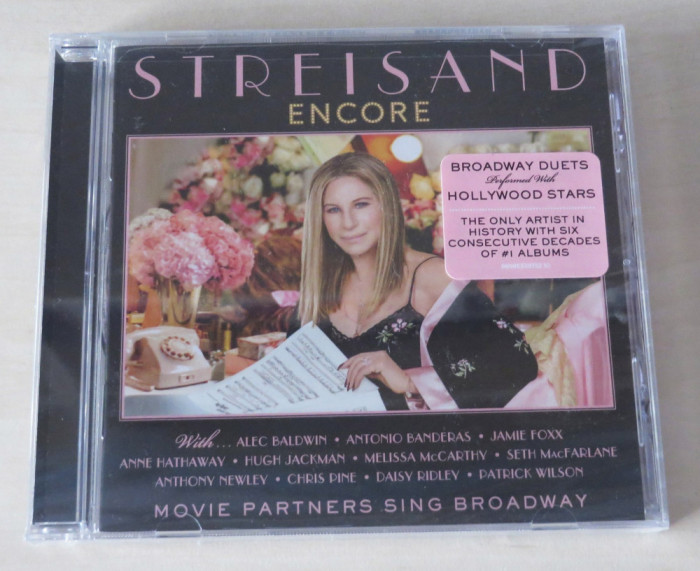 STREISAND
ENCORE
BROADWAY DUETS
Performed With
HOLLYWOOD STARS
THE ONLY ARTIST IN
HISTORY WITH SIX
CONSECUTIVE DECADES
OF #1 ALBUMS
With... ALEC BALDWIN • ANTONIO BANDERAS • JAMIE FOXX
ANNE HATHAWAY • HUGH JACKMAN • MELISSA McCARTHY • SETH MacFARLANE
ANTHONY NEWLEY • CHRIS PINE • DAISY RIDLEY • PATRICK WILSON
MOVIE PARTNERS SING BROADWAY